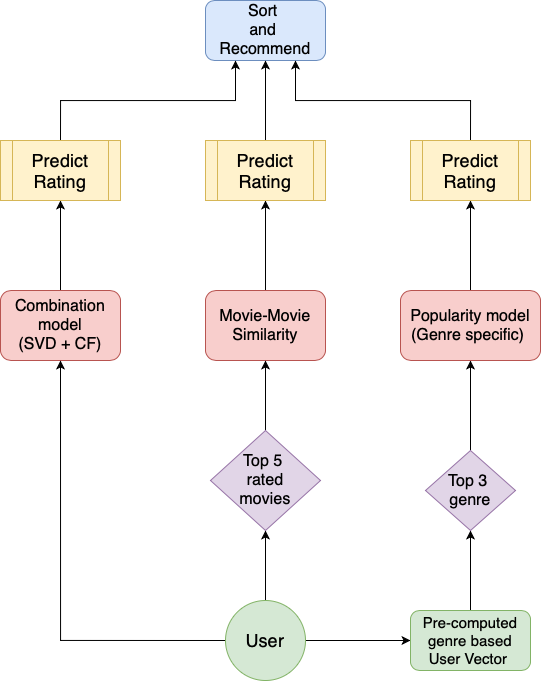 Sort
and
Recommend
Predict
Rating
Predict
Rating
Predict
Rating
Combination
model
(SVD + CF)
Movie-Movie
Similarity
Popularity model
(Genre specific)
Top 5
rated
movies
Top 3
genre
User
Pre-computed
genre based
User Vector